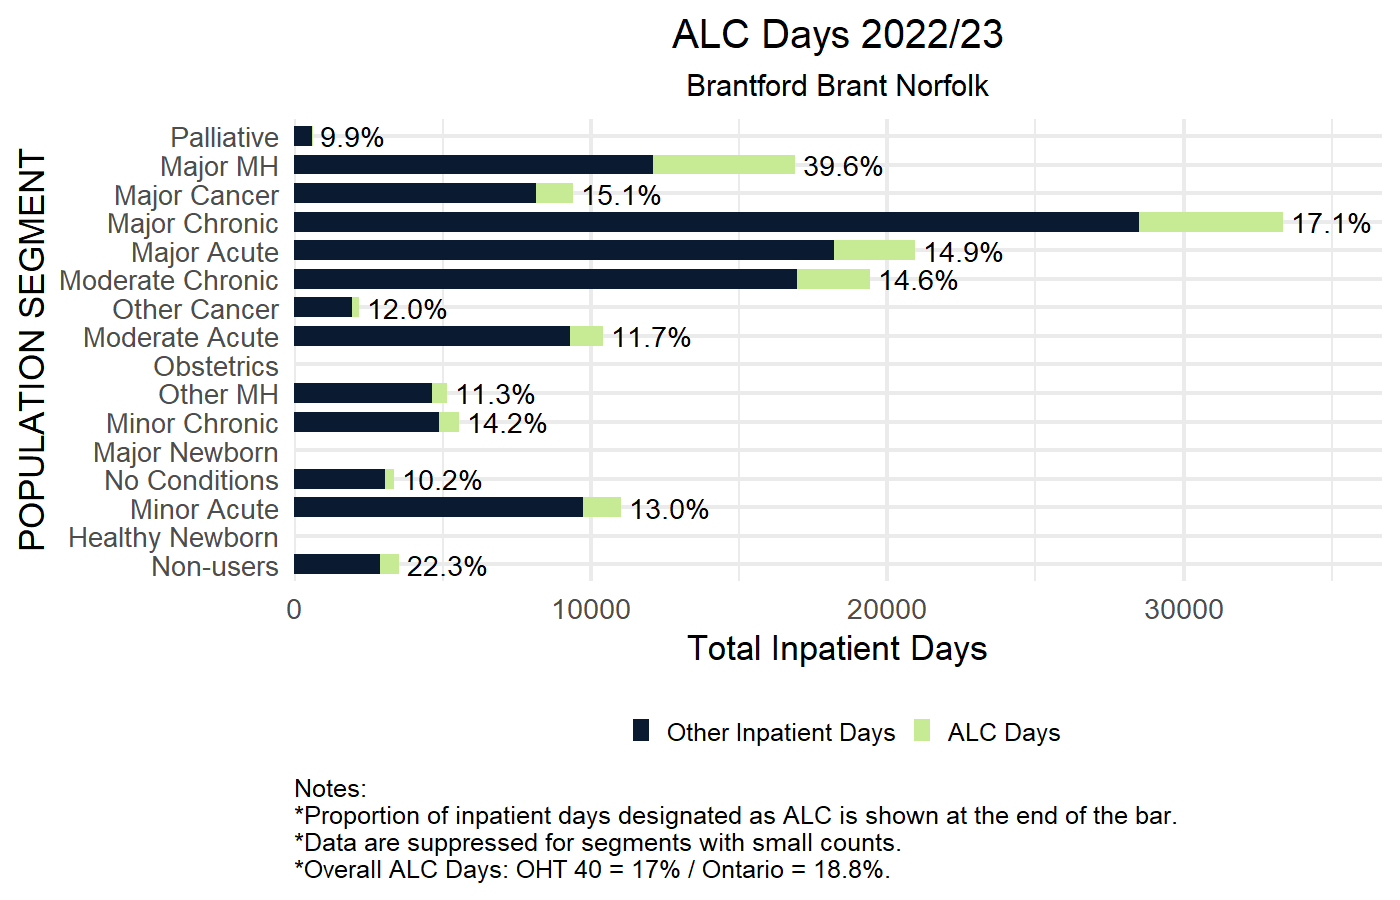 ALC Days 2022/23
Brantford Brant Norfolk
POPULATION SEGMENT
Palliative 9.9%
Major MH 39.6%
Major Cancer 15.1%
Major Chronic 17.1%
Major Acute 14.9%
Moderate Chronic 14.6%
Other Cancer 12.0%
Moderate Acute 11.7%
Obstetrics
Other MH 11.3%
Minor Chronic 14.2%
Major Newborn
No Conditions 10.2%
Minor Acute 13.0%
Healthy Newborn
Non-users 22.3%
0 10000 20000 30000
Total Inpatient Days
Other Inpatient Days ALC Days
Notes:
*Proportion of inpatient days designated as ALC is shown at the end of the bar.
*Data are suppressed for segments with small counts.
*Overall ALC Days: OHT 40 = 17% / Ontario = 18.8%.